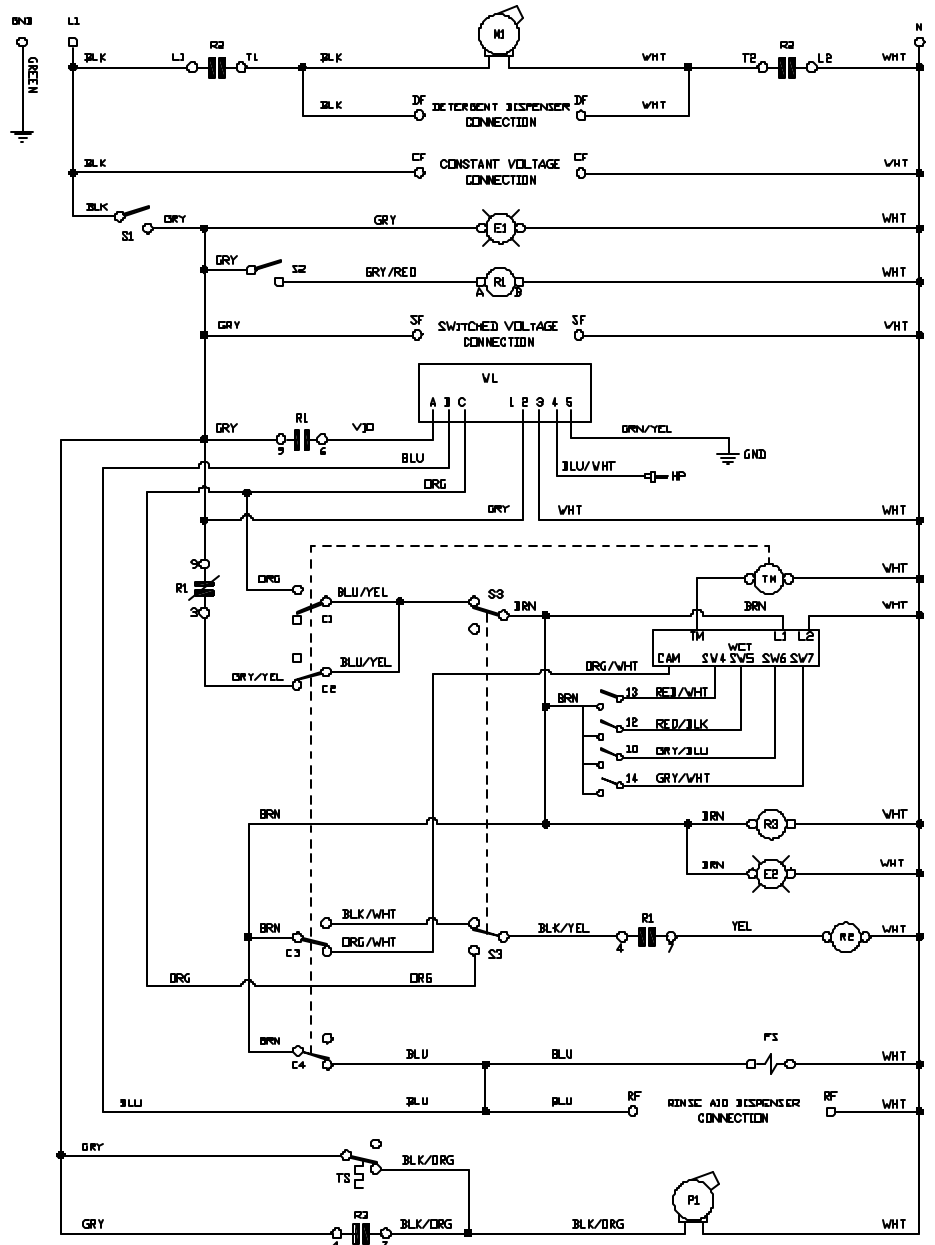 GND L1 N
GREEN
BLK L1 R2 T1 BLK M1 WHT T2 R2 L2 WHT
BLK DF DETERGENT DISPENSER DF WHT
CONNECTION
BLK CF CONSTANT VOLTAGE CF WHT
CONNECTION
BLK S1 GRY GRY E1 WHT
GRY S2 GRY/RED A R1 B WHT
GRY SF SWITCHED VOLTAGE SF WHT
CONNECTION
WL
A B C 1 2 3 4 5
GRY R1 VIO GRN/YEL GND
9 6
BLU BLU/WHT HP
ORG
GRY WHT WHT
9
R1
3
ORG BLU/YEL S3 BRN TM WHT
C1 BRN WHT
TM L1 L2
WCT
CAM SW4 SW5 SW6 SW7
GRY/YEL C2 BLU/YEL ORG/WHT
BRN 13 RED/WHT
12 RED/BLK
10 GRY/BLU
14 GRY/WHT
BRN BRN R3 WHT
BRN E2 WHT
BRN BLK/WHT BLK/YEL R1 YEL R2 WHT
C3 ORG/WHT S3 4 7
ORG ORG
BRN C4 BLU BLU FS WHT
BLU BLU BLU RF RINSE AID DISPENSER RF WHT
CONNECTION
GRY TS BLK/ORG
P1
GRY R3 BLK/ORG BLK/ORG WHT